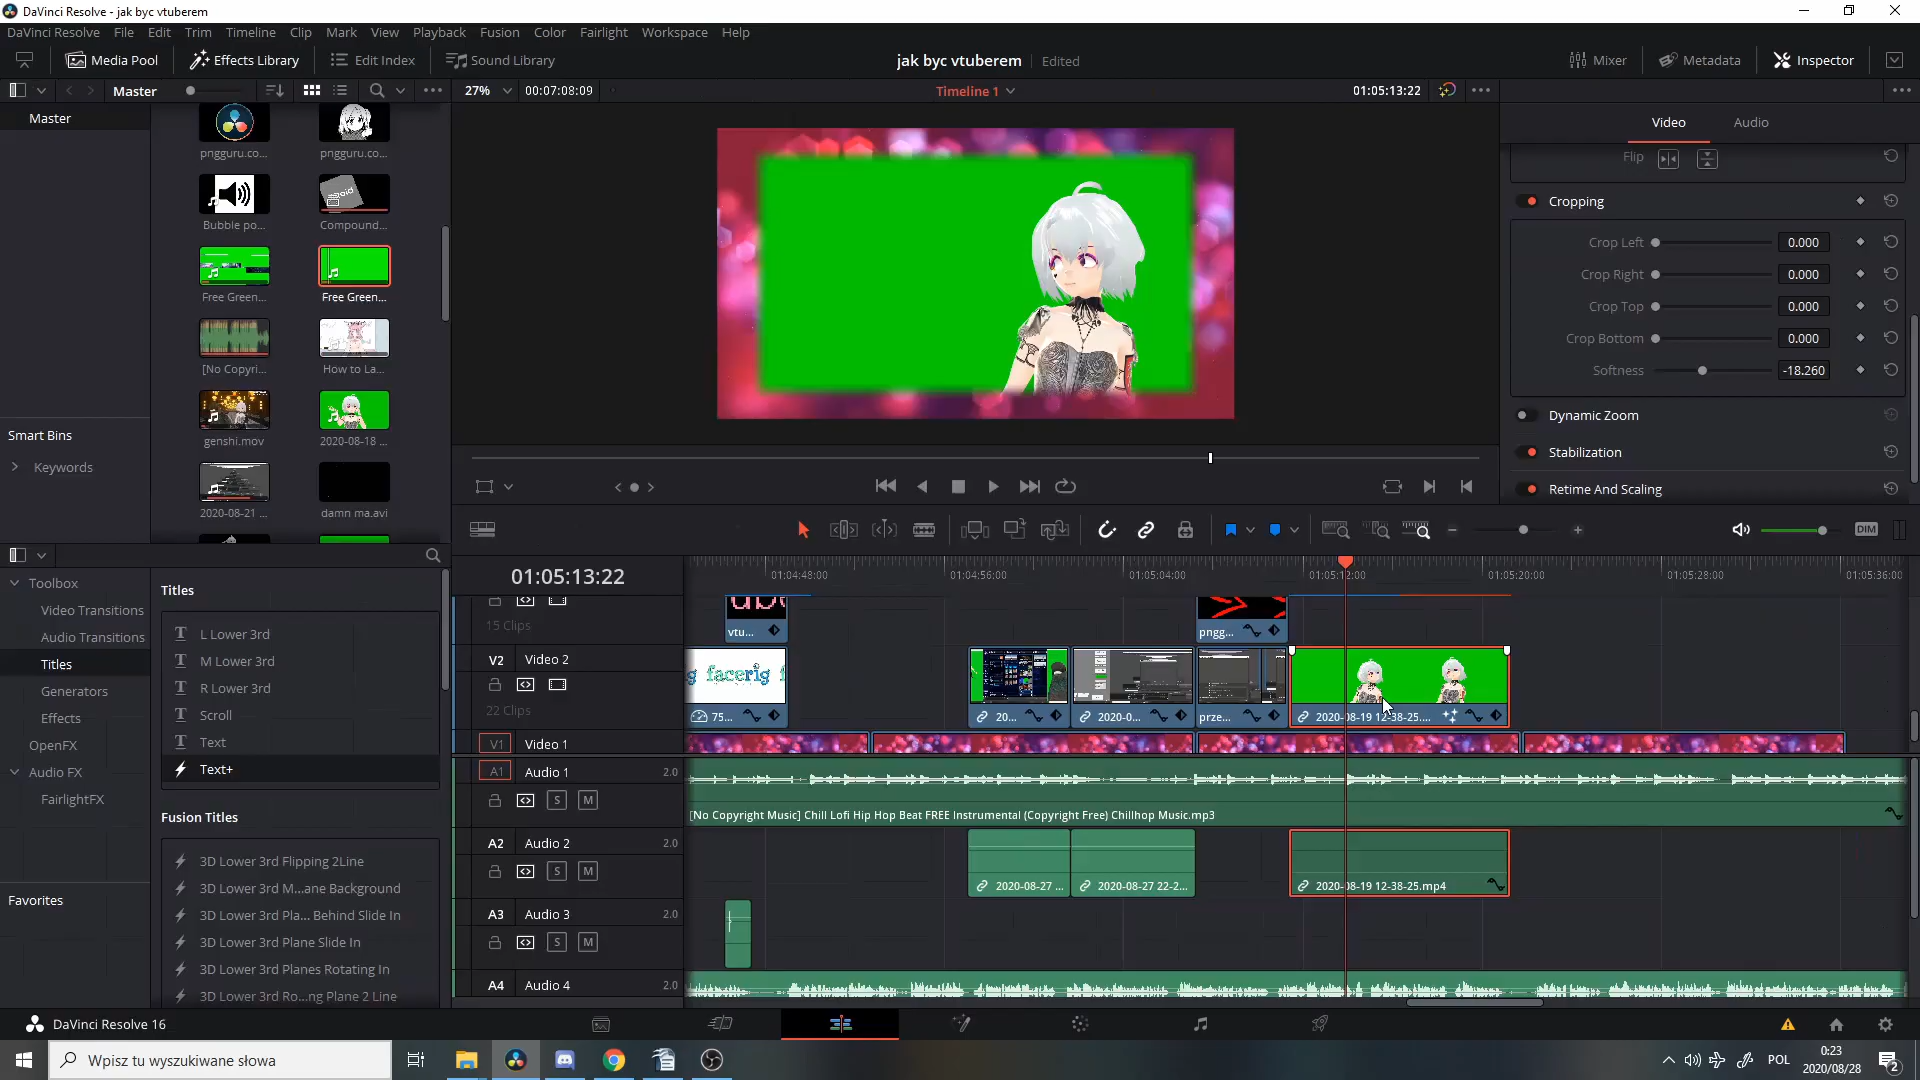 DaVinci Resolve - jak byc vtuberem
DaVinci Resolve File Edit Trim Timeline Clip Mark View Playback Fusion Color Fairlight Workspace Help
Media Pool Effects Library Edit Index Sound Library jak byc vtuberem Edited Mixer Metadata Inspector
Master 27% 00:07:08:09 Timeline 1 01:05:13:22
Master
Video Audio
pngguru.co... pngguru.co...
Flip
Bubble po... Compound...
Cropping
Crop Left 0.000
Crop Right 0.000
Crop Top 0.000
Crop Bottom 0.000
Softness -18.260
Free Green... Free Green...
[No Copyri... How to La...
Dynamic Zoom
genshi.mov 2020-08-18 ...
Smart Bins
Stabilization
Keywords
Retime And Scaling
2020-08-21 ... damn ma.avi
DIM
01:05:13:22
01:04:48:00 01:04:56:00 01:05:04:00 01:05:12:00 01:05:20:00 01:05:28:00 01:05:36:00
Toolbox
Video Transitions
Audio Transitions
Titles
Generators
Effects
OpenFX
Audio FX
FairlightFX
Favorites
Titles
L Lower 3rd
M Lower 3rd
R Lower 3rd
Scroll
Text
Text+
Fusion Titles
3D Lower 3rd Flipping 2Line
3D Lower 3rd M...ane Background
3D Lower 3rd Pla... Behind Slide In
3D Lower 3rd Plane Slide In
3D Lower 3rd Planes Rotating In
3D Lower 3rd Ro...ng Plane 2 Line
15 Clips
vtu... pngg...
V2 Video 2
facerig
22 Clips
75... 20... 2020-0... prze... 2020-08-19 12-38-25....
V1 Video 1
A1 Audio 1 2.0
S M
[No Copyright Music] Chill Lofi Hip Hop Beat FREE Instrumental (Copyright Free) Chillhop Music.mp3
A2 Audio 2 2.0
S M
2020-08-27 ... 2020-08-27 22-2... 2020-08-19 12-38-25.mp4
A3 Audio 3 2.0
S M
A4 Audio 4 2.0
DaVinci Resolve 16
Wpisz tu wyszukiwane słowa
POL
0:23
2020/08/28
2